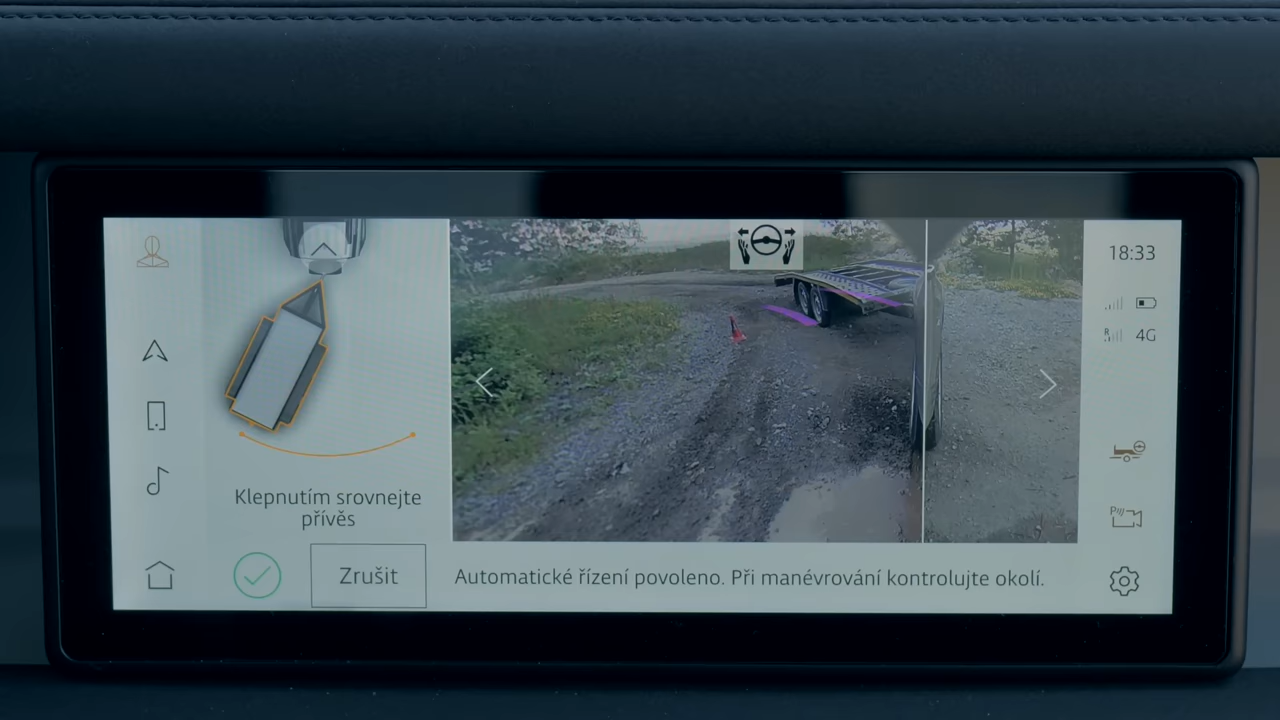 18:33
R
4G
Klepnutím srovnejte
přívěs
P
Zrušit
Automatické řízení povoleno. Při manévrování kontrolujte okolí.